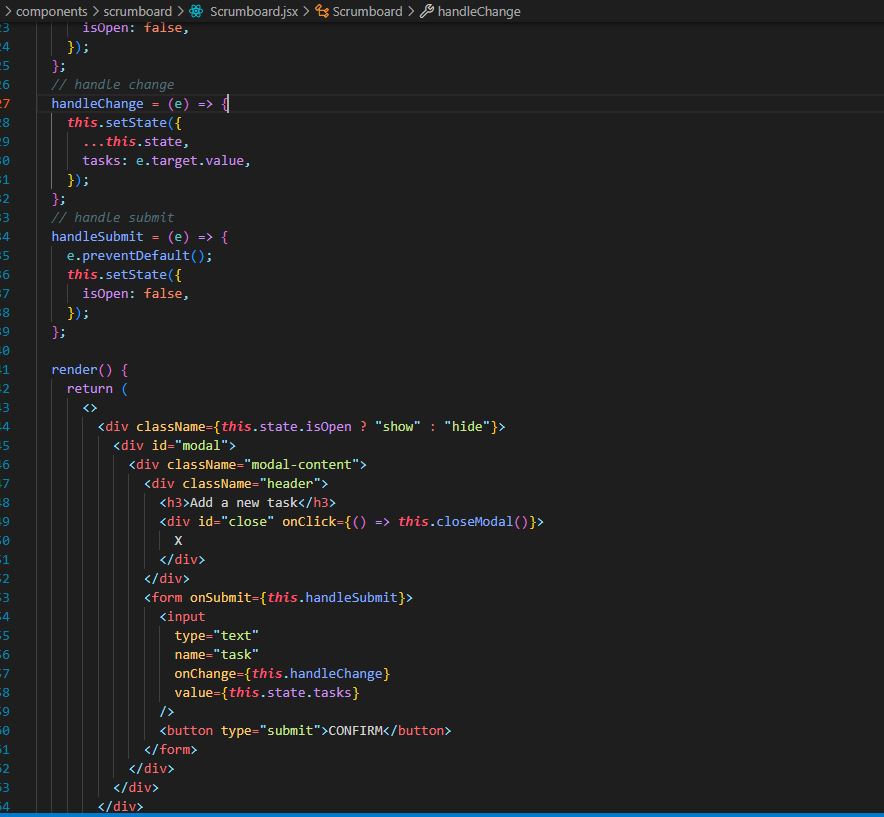 components > scrumboard > Scrumboard.jsx > Scrumboard > handleChange
23 isOpen: false,
24 });
25 };
26 // handle change
27 handleChange = (e) => {
28 this.setState({
29 ...this.state,
30 tasks: e.target.value,
31 });
32 };
33 // handle submit
34 handleSubmit = (e) => {
35 e.preventDefault();
36 this.setState({
37 isOpen: false,
38 });
39 };
40
41 render() {
42 return (
43 <>
44 <div className={this.state.isOpen ? "show" : "hide"}>
45 <div id="modal">
46 <div className="modal-content">
47 <div className="header">
48 <h3>Add a new task</h3>
49 <div id="close" onClick={() => this.closeModal()}>
50 X
51 </div>
52 </div>
53 <form onSubmit={this.handleSubmit}>
54 <input
55 type="text"
56 name="task"
57 onChange={this.handleChange}
58 value={this.state.tasks}
59 />
60 <button type="submit">CONFIRM</button>
61 </form>
62 </div>
63 </div>
64 </div>